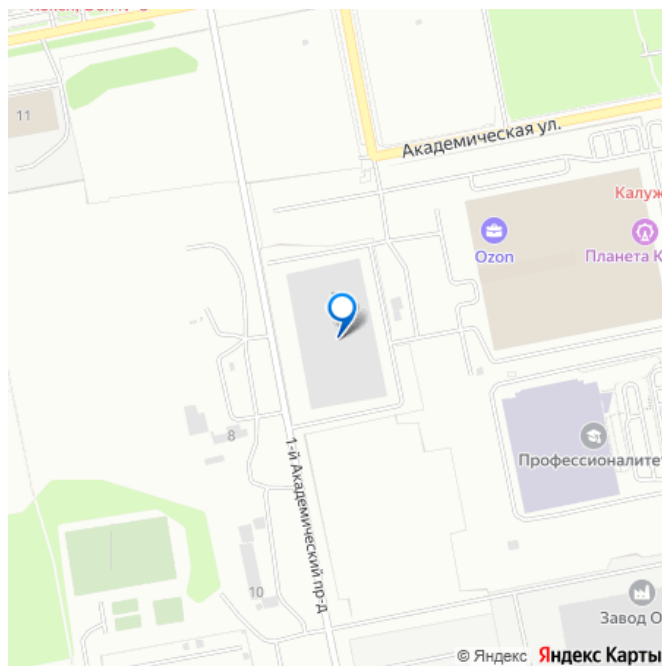 11
Академическая ул.
Калуж
Ozon
Планета К
8
1-й Академический пр-д
Профессионалитет
10
Завод О
© Яндекс Яндекс Карты